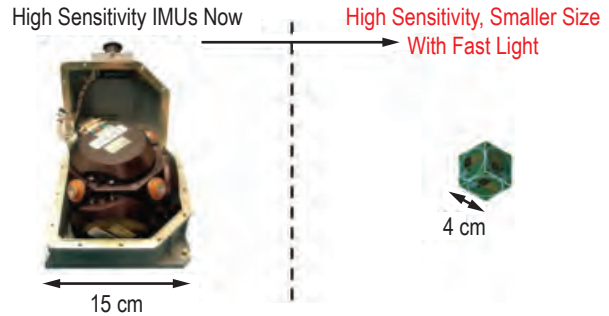 High Sensitivity IMUs Now
High Sensitivity, Smaller Size
With Fast Light
4 cm
15 cm